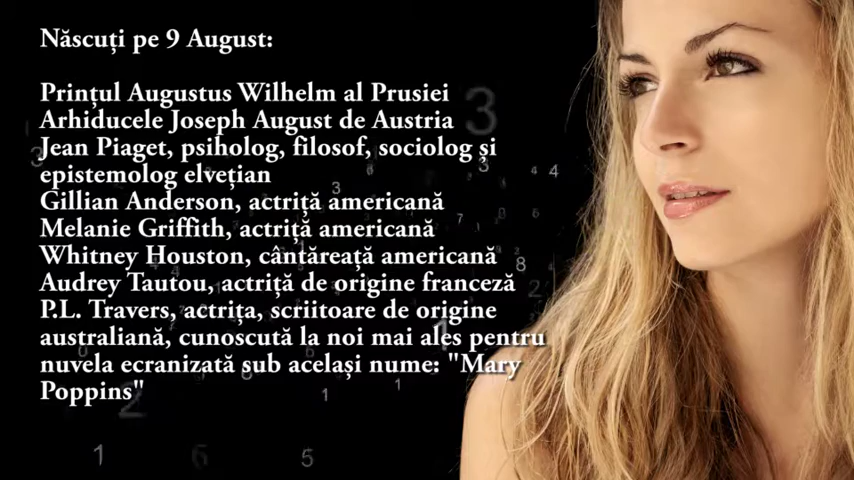 Născuți pe 9 August:
Prințul Augustus Wilhelm al Prusiei
Arhiducele Joseph August de Austria
Jean Piaget, psiholog, filosof, sociolog și
epistemolog elvețian
Gillian Anderson, actriță americană
Melanie Griffith, actriță americană
Whitney Houston, cântăreață americană
Audrey Tautou, actriță de origine franceză
P.L. Travers, actrița, scriitoare de origine
australiană, cunoscută la noi mai ales pentru
nuvela ecranizată sub același nume: "Mary
Poppins"